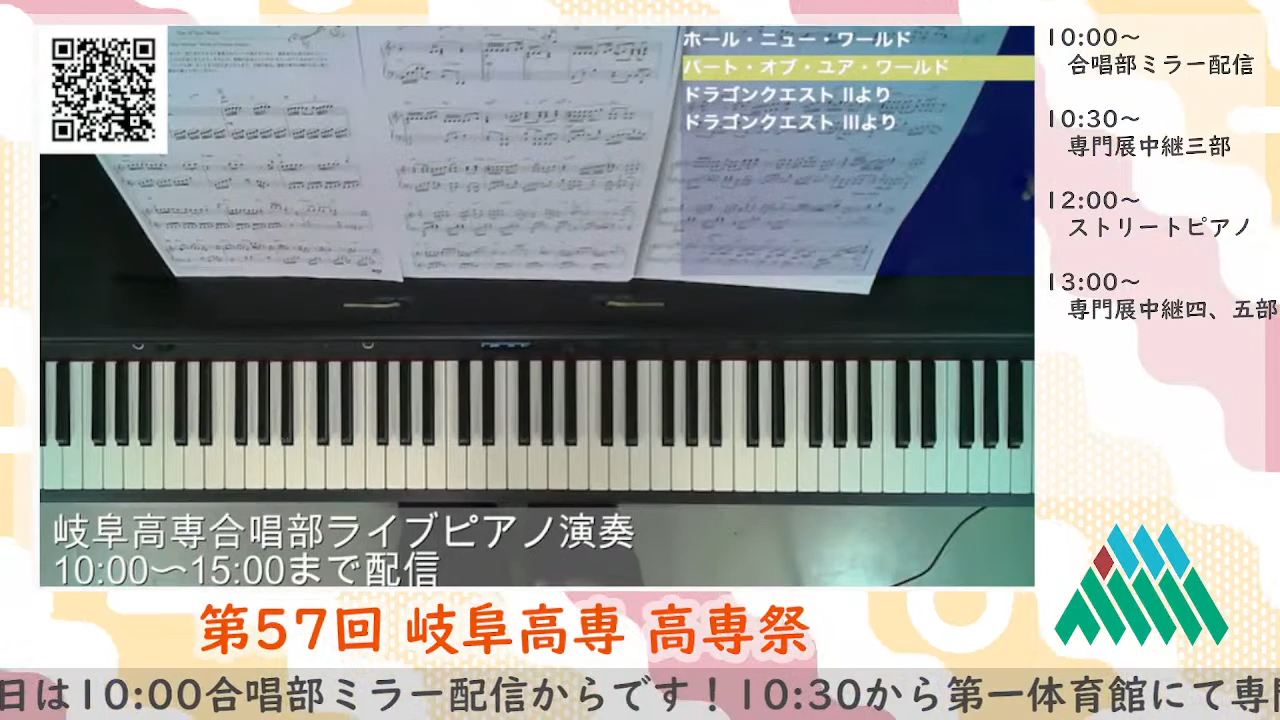 ホール・ニュー・ワールド
パート・オブ・ユア・ワールド
ドラゴンクエスト IIより
ドラゴンクエスト IIIより
10:00～
合唱部ミラー配信
10:30～
専門展中継三部
12:00～
ストリートピアノ
13:00～
専門展中継四、五部
岐阜高専合唱部ライブピアノ演奏
10:00～15:00まで配信
第57回 岐阜高専 高専祭
日は10:00合唱部ミラー配信からです！10:30から第一体育館にて専門